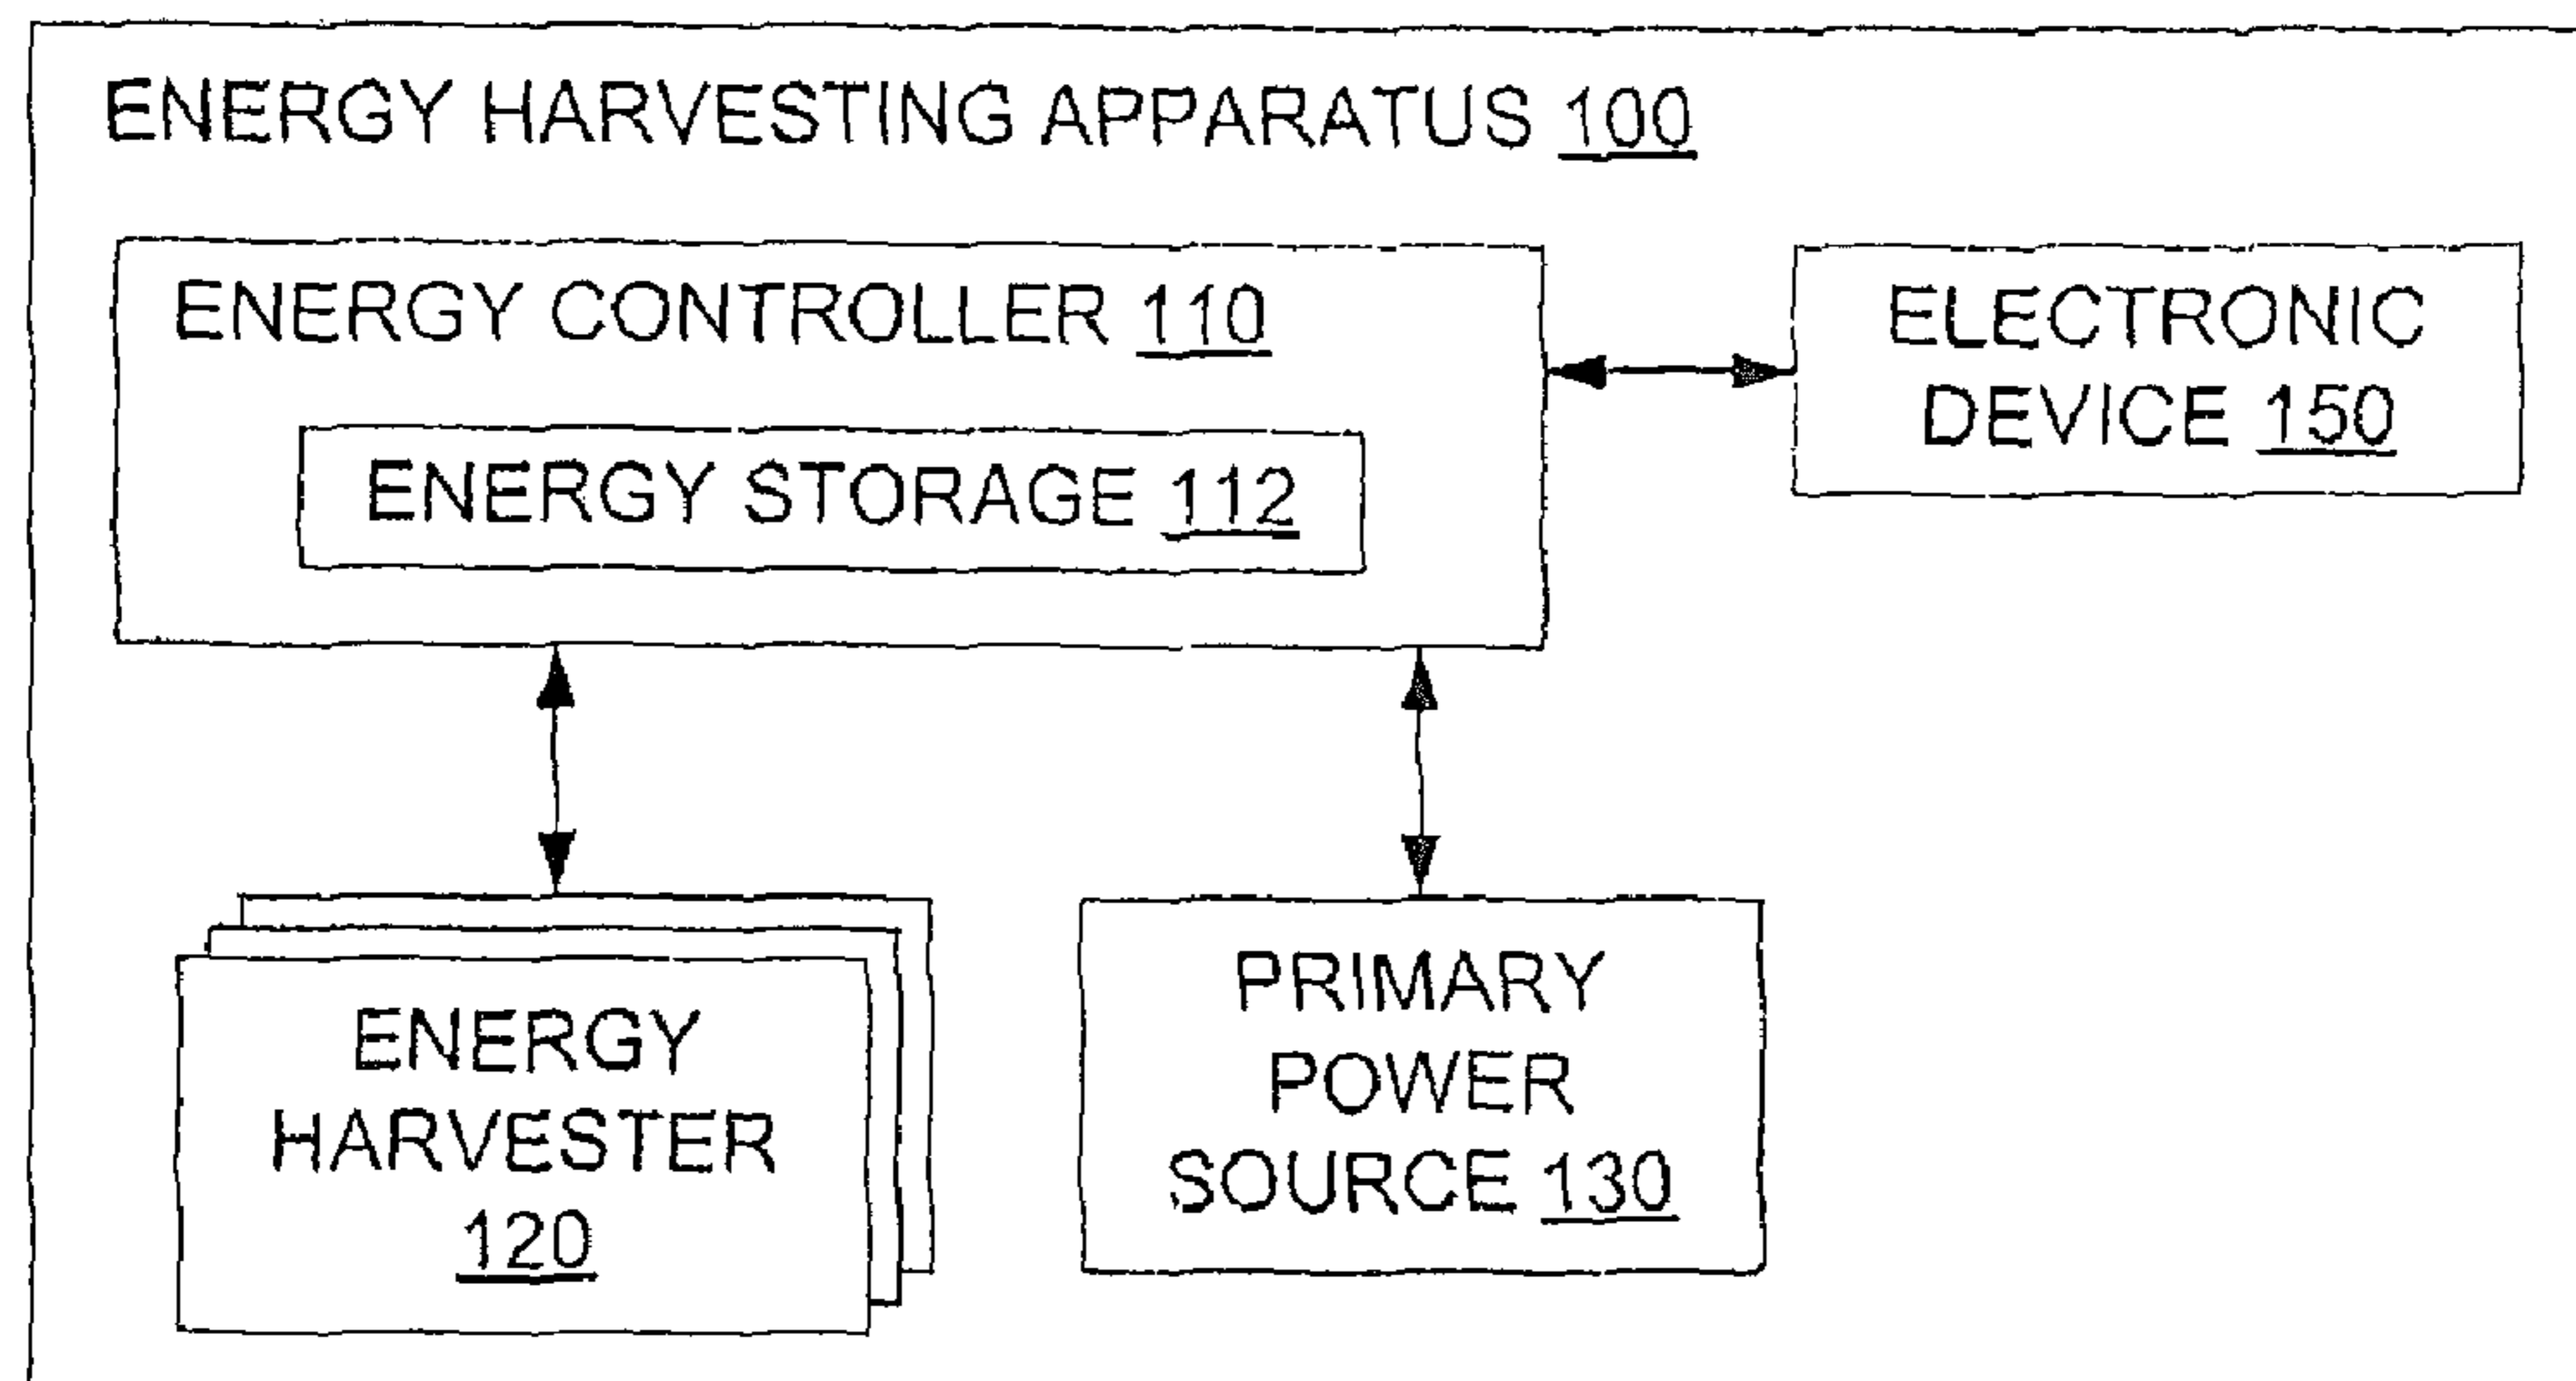 ENERGY HARVESTING APPARATUS 100
ENERGY CONTROLLER 110
ENERGY STORAGE 112
ELECTRONIC
DEVICE 150
ENERGY
HARVESTER
120
PRIMARY
POWER
SOURCE 130